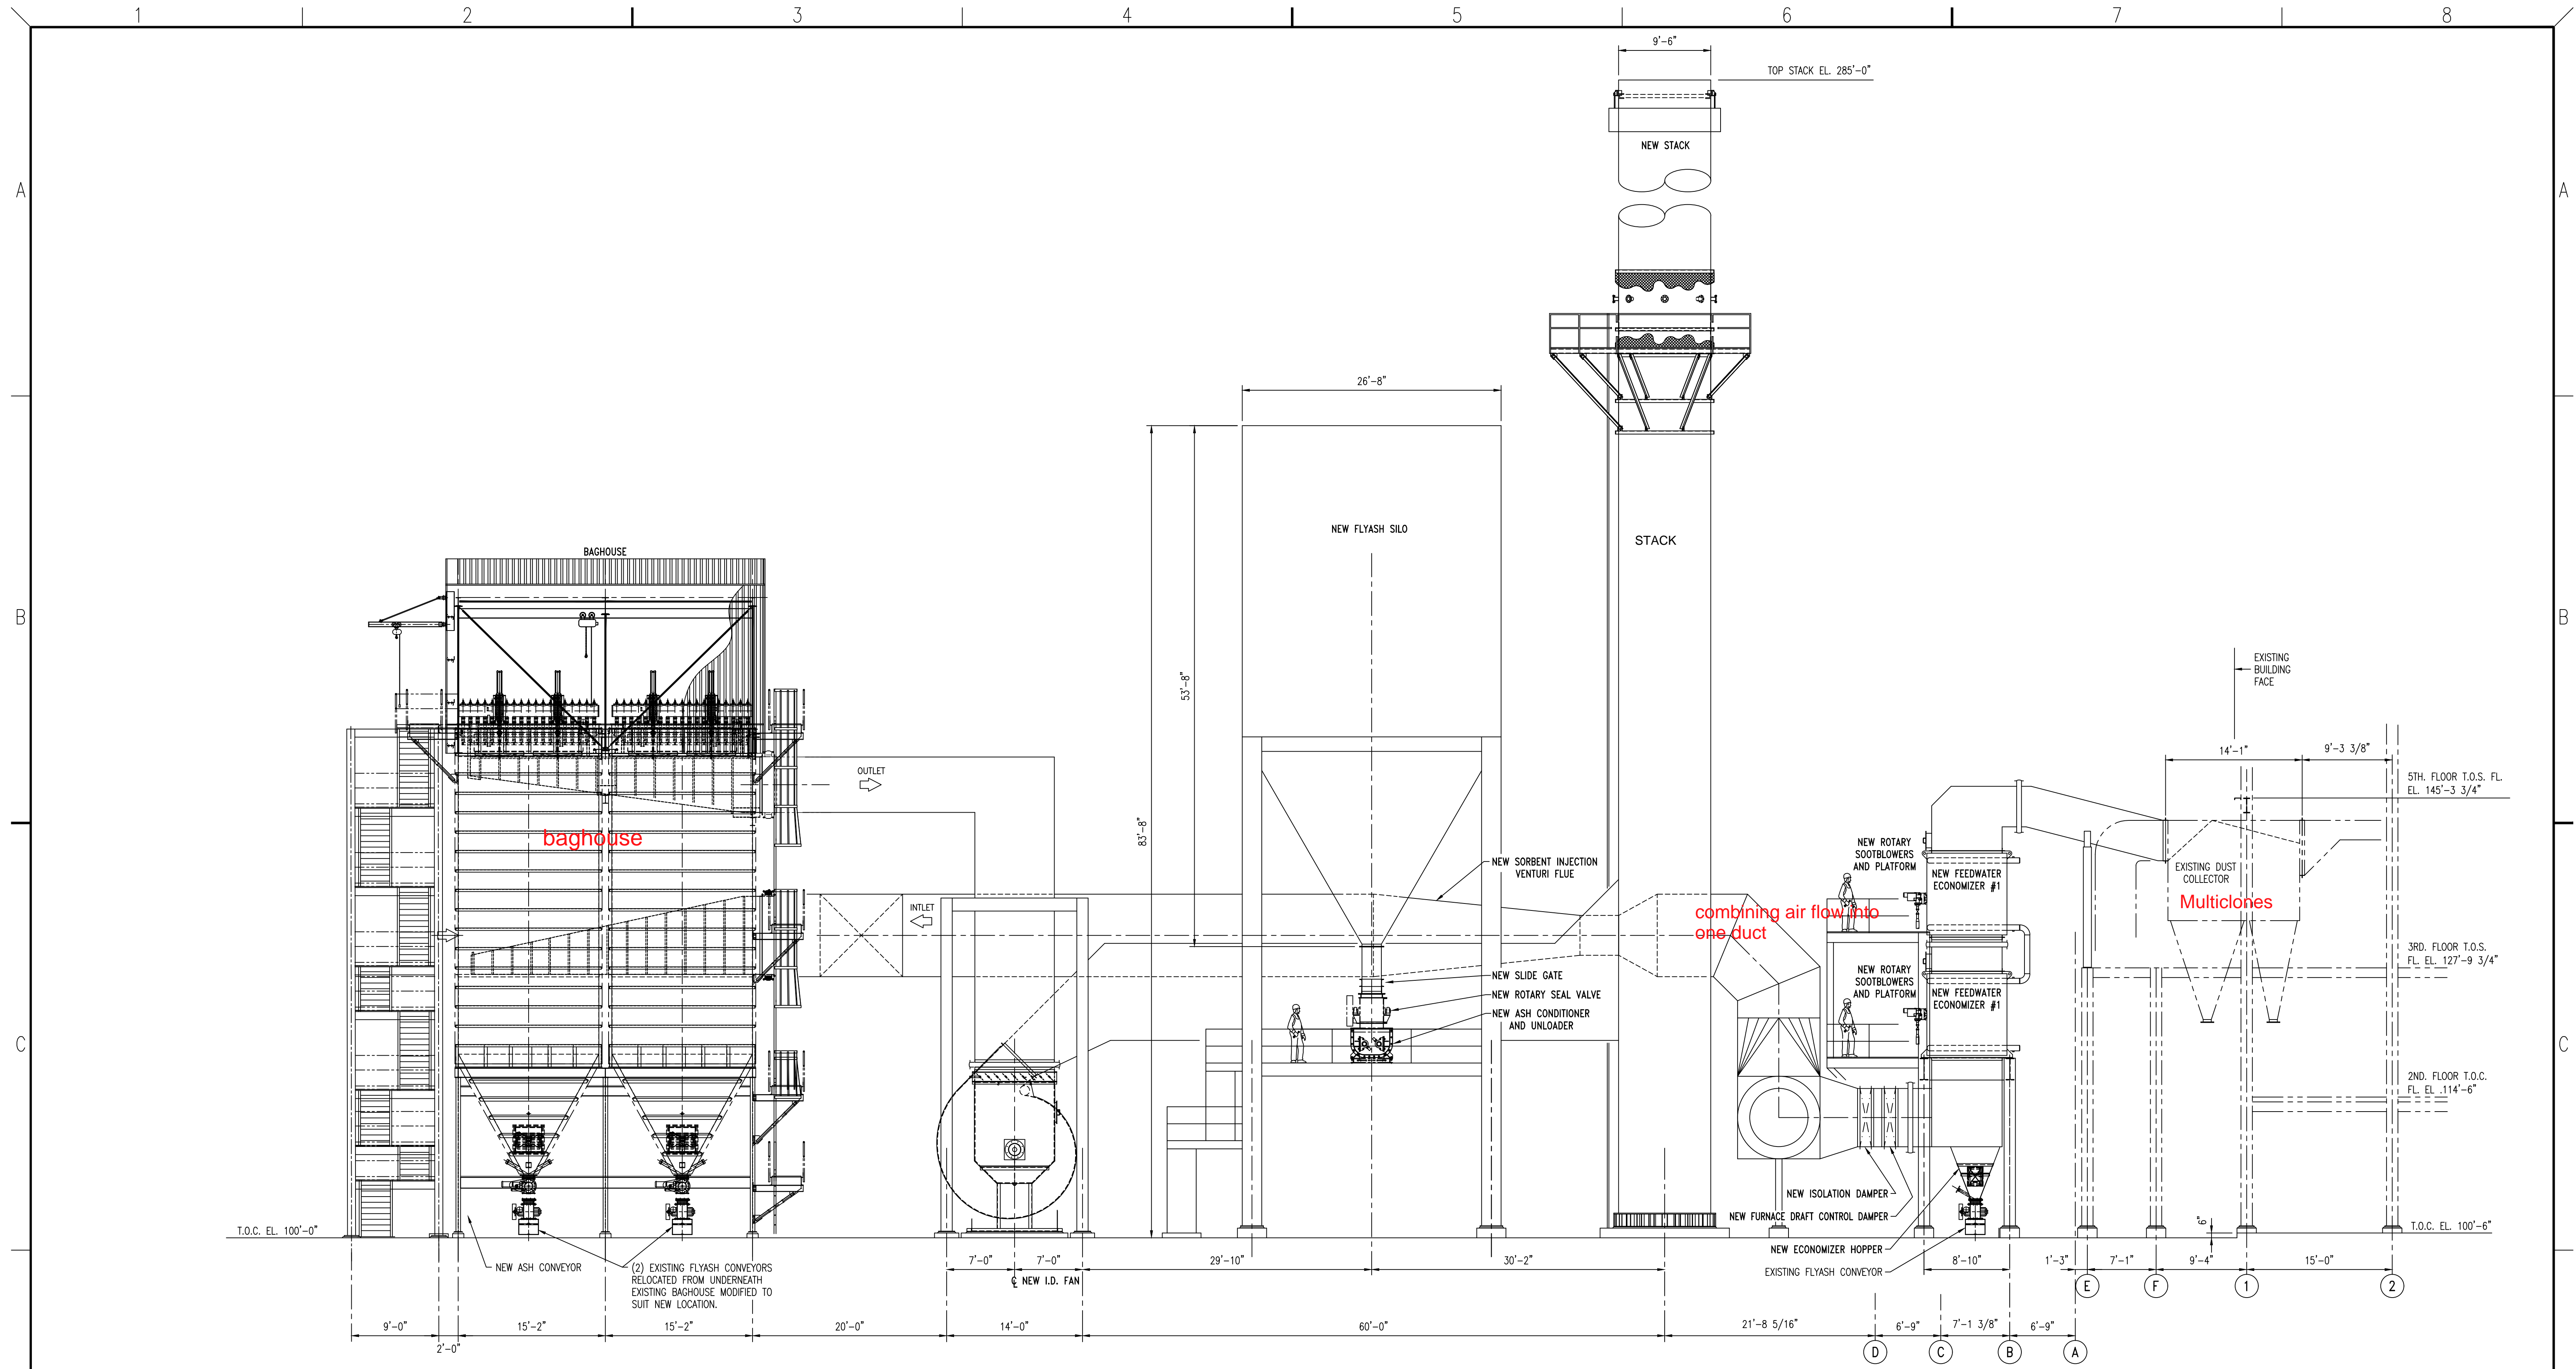 1 2 3 4 5 6 7 8
9'-6"
TOP STACK EL. 285'-0"
NEW STACK
A A
26'-8"
NEW FLYASH SILO
STACK
BAGHOUSE
B B
53'-8"
83'-8"
EXISTING
BUILDING
FACE
14'-1"
9'-3 3/8"
5TH. FLOOR T.O.S. FL.
EL. 145'-3 3/4"
OUTLET
baghouse
NEW SORBENT INJECTION
VENTURI FLUE
NEW ROTARY
SOOTBLOWERS
AND PLATFORM
NEW FEEDWATER
ECONOMIZER #1
EXISTING DUST
COLLECTOR
Multiclones
INTLET
combining air flow into
one duct
3RD. FLOOR T.O.S.
FL. EL. 127'-9 3/4"
NEW SLIDE GATE
NEW ROTARY SEAL VALVE
NEW ASH CONDITIONER
AND UNLOADER
NEW ROTARY
SOOTBLOWERS
AND PLATFORM
NEW FEEDWATER
ECONOMIZER #1
C C
2ND. FLOOR T.O.C.
FL. EL .114'-6"
NEW ISOLATION DAMPER
NEW FURNACE DRAFT CONTROL DAMPER
6"
T.O.C. EL. 100'-0"
T.O.C. EL. 100'-6"
NEW ECONOMIZER HOPPER
EXISTING FLYASH CONVEYOR
NEW ASH CONVEYOR
(2) EXISTING FLYASH CONVEYORS
RELOCATED FROM UNDERNEATH
EXISTING BAGHOUSE MODIFIED TO
SUIT NEW LOCATION.
7'-0" 7'-0"
℄ NEW I.D. FAN
29'-10" 30'-2"
8'-10" 1'-3" 7'-1" 9'-4" 15'-0"
E F 1 2
9'-0" 2'-0" 15'-2" 15'-2" 20'-0" 14'-0" 60'-0" 21'-8 5/16" 6'-9" 7'-1 3/8" 6'-9"
D C B A